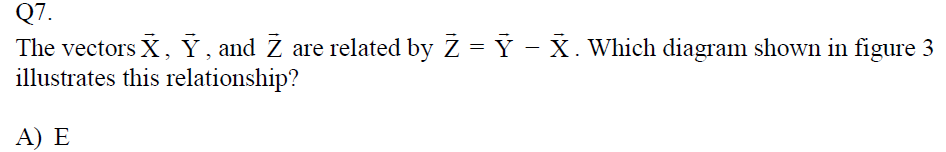 Q7.
The vectors X⃗, Y⃗, and Z⃗ are related by Z⃗ = Y⃗ − X⃗. Which diagram shown in figure 3
illustrates this relationship?
A) E